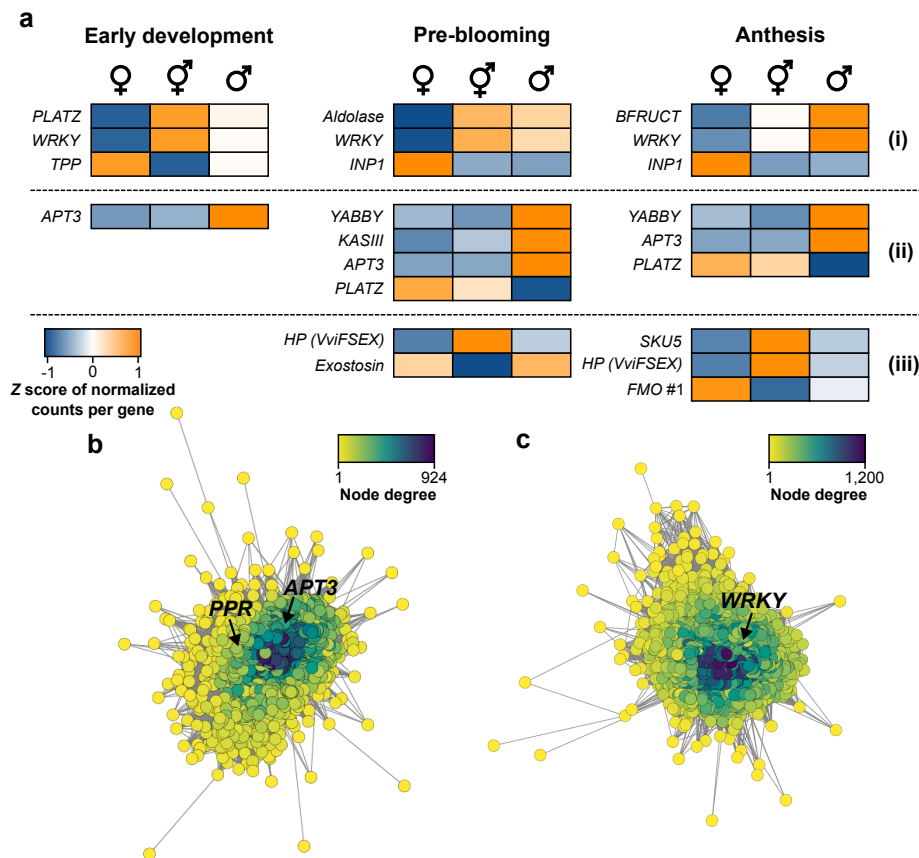 a
Early development Pre-blooming Anthesis
♀ ⚥ ♂ ♀ ⚥ ♂ ♀ ⚥ ♂
PLATZ Aldolase BFRUCT
WRKY WRKY WRKY (i)
TPP INP1 INP1
APT3 YABBY YABBY
KASIII APT3 (ii)
APT3 PLATZ
PLATZ
HP (VviFSEX) SKU5
Exostosin HP (VviFSEX) (iii)
FMO #1
-1 0 1
Z score of normalized
counts per gene
b c
1 924 1 1,200
Node degree Node degree
APT3
PPR WRKY